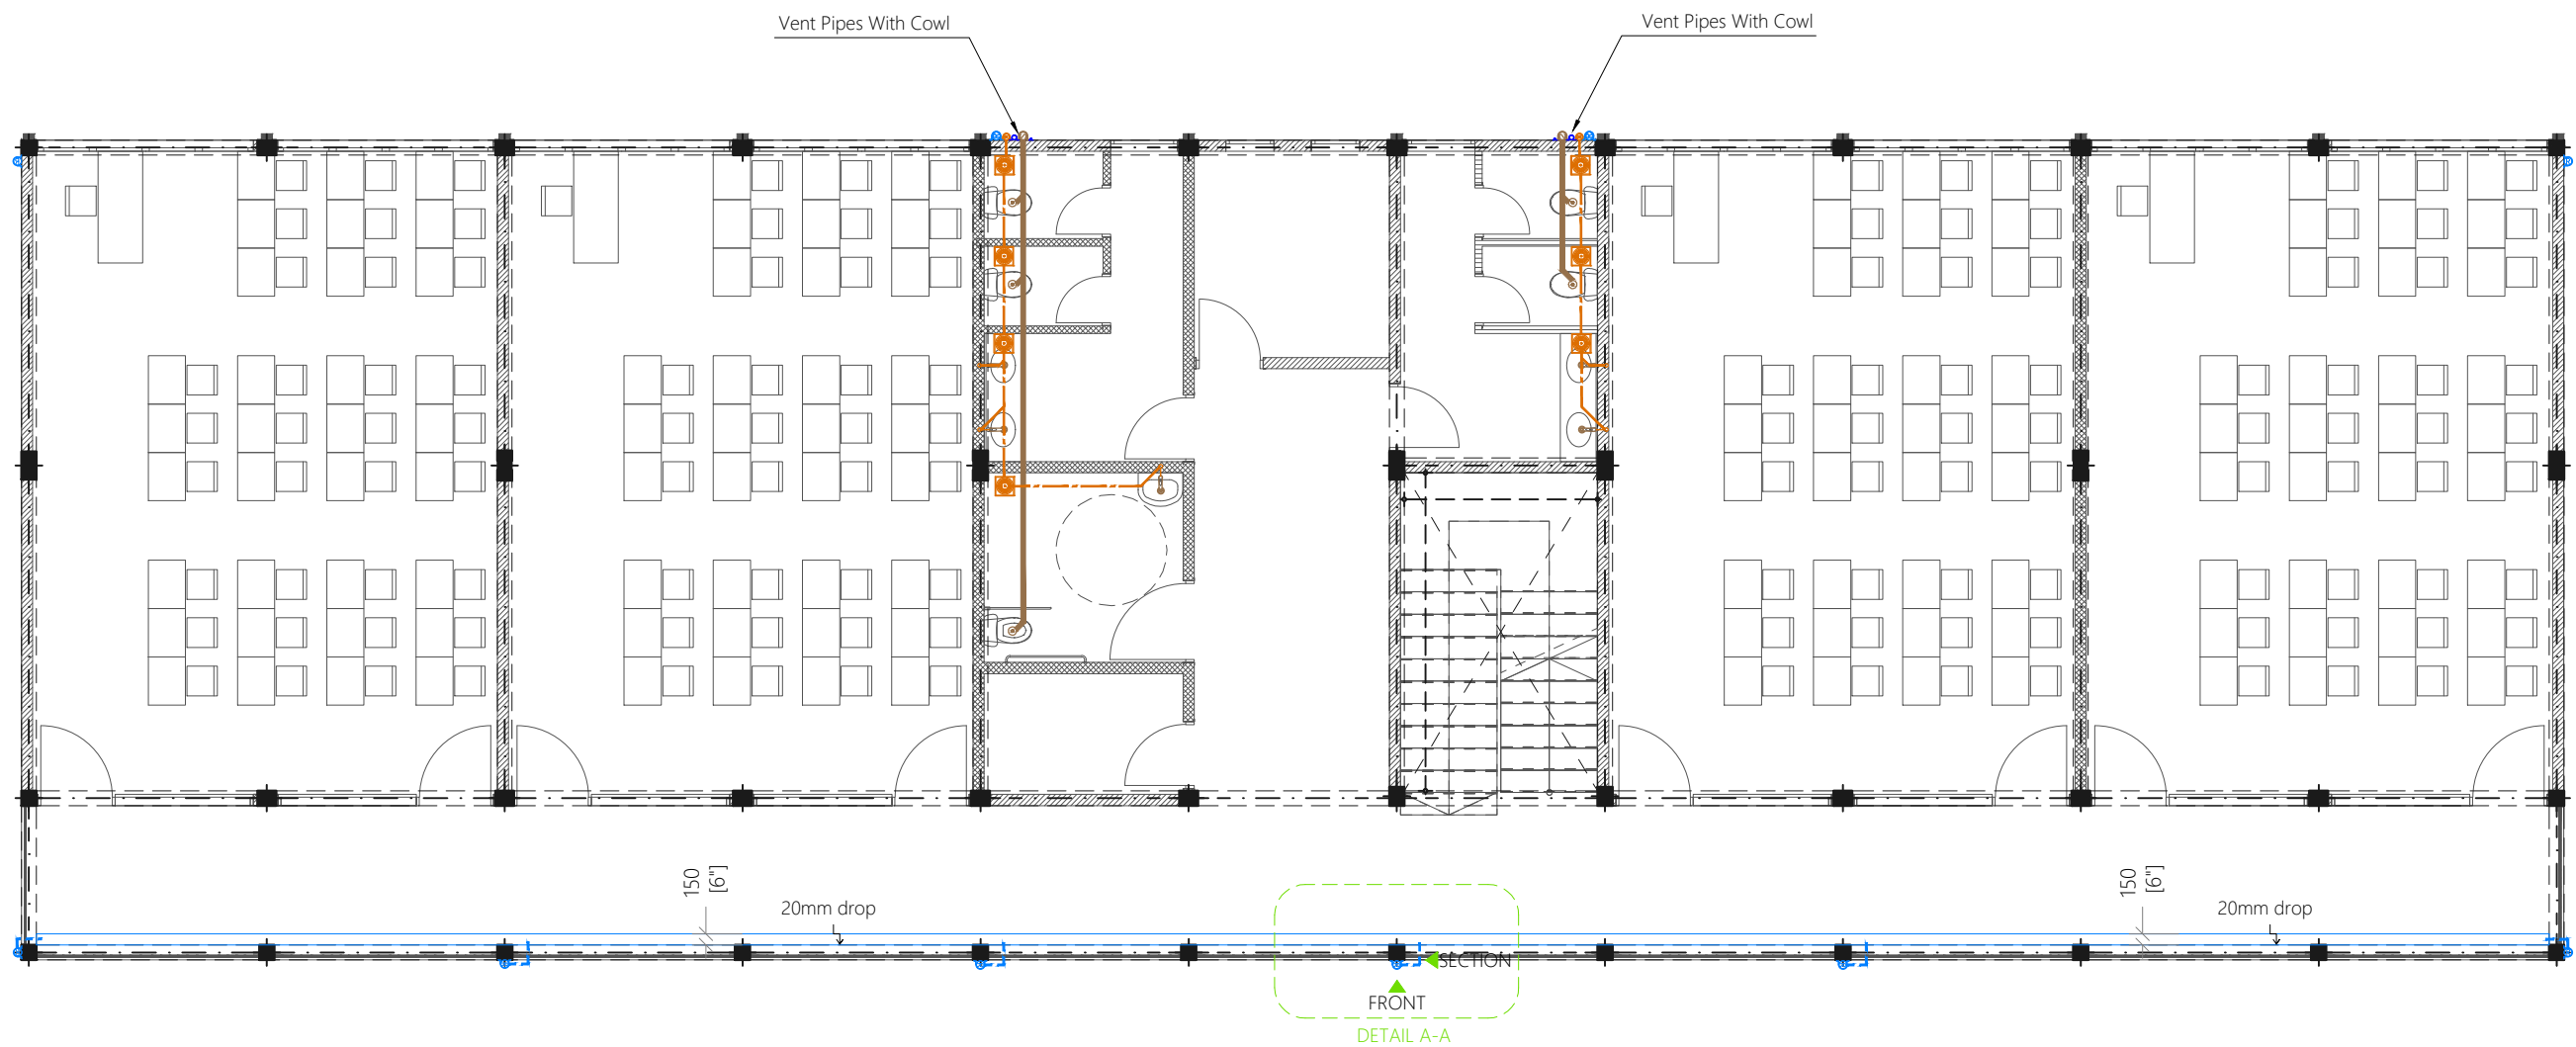 Vent Pipes With Cowl
Vent Pipes With Cowl
150
[6"]
20mm drop
150
[6"]
20mm drop
SECTION
FRONT
DETAIL A-A